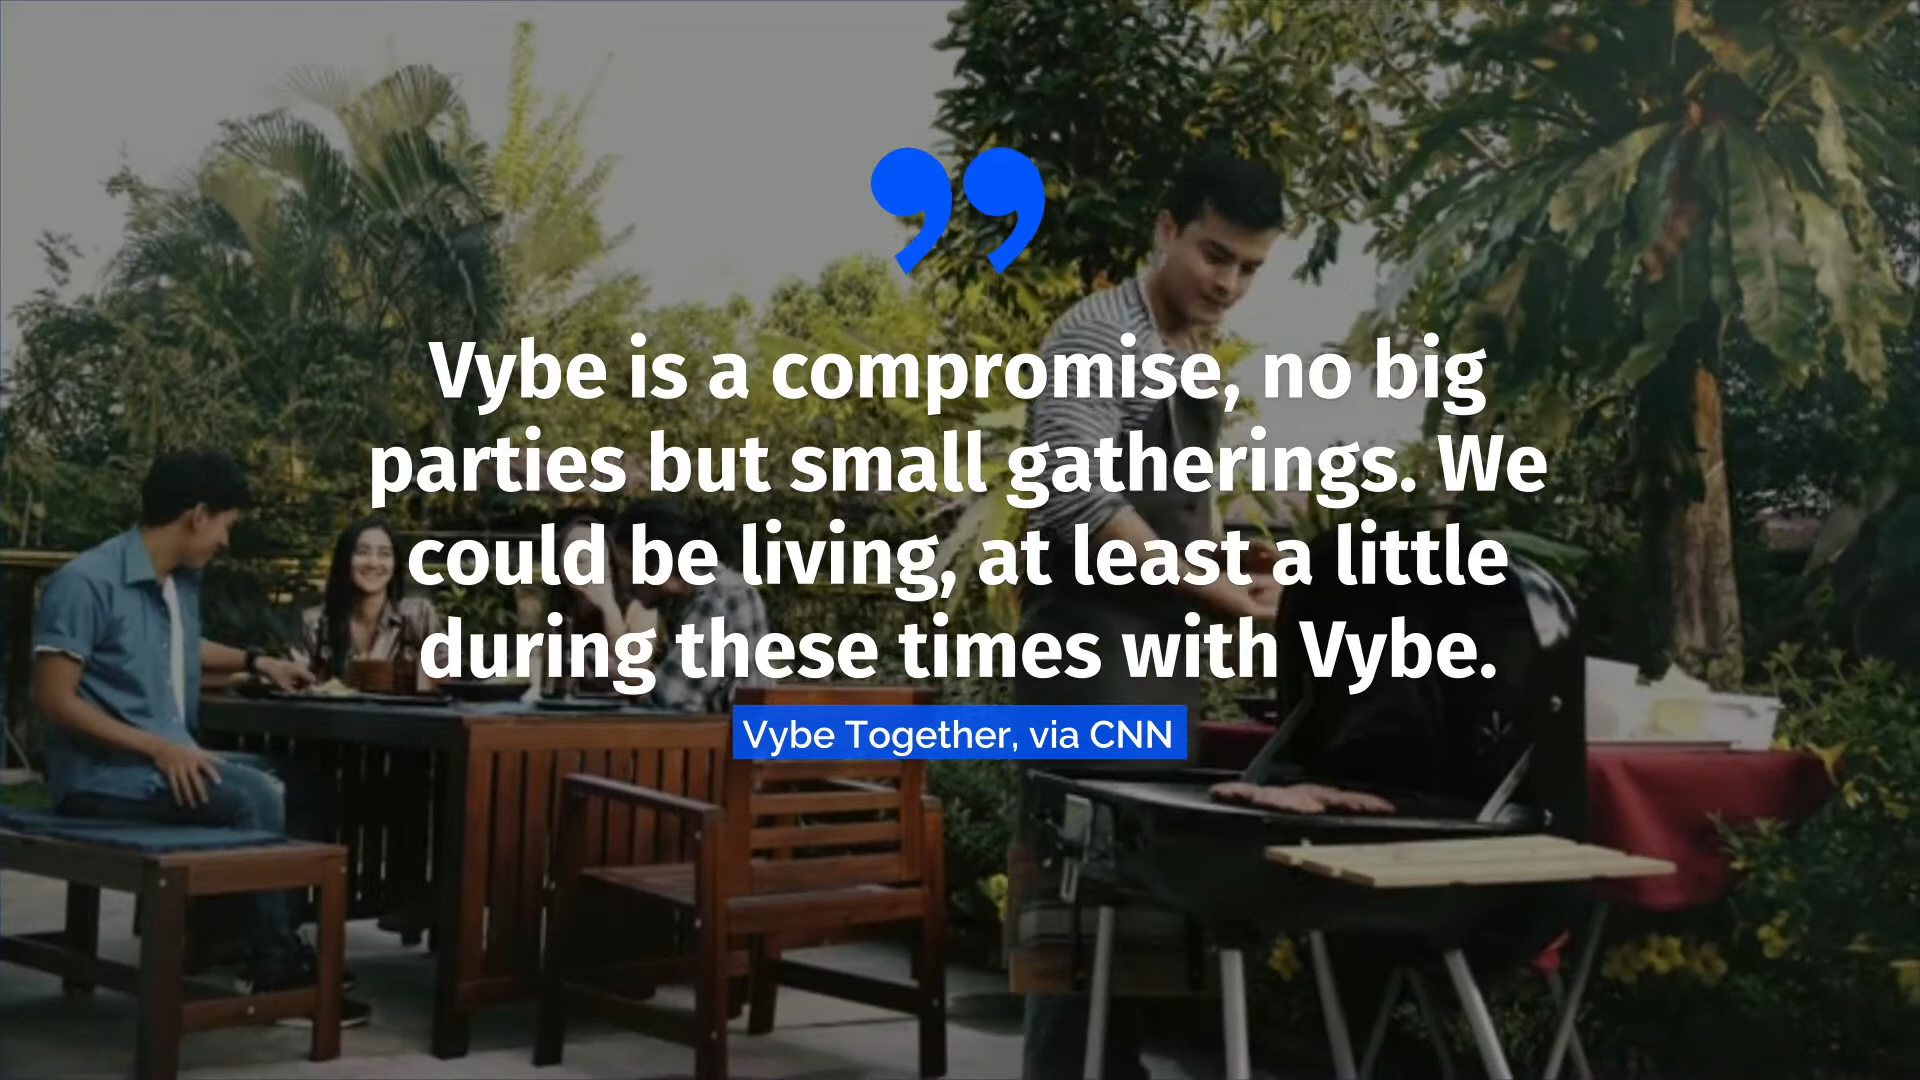 ”
Vybe is a compromise, no big
parties but small gatherings. We
could be living, at least a little
during these times with Vybe.
Vybe Together, via CNN